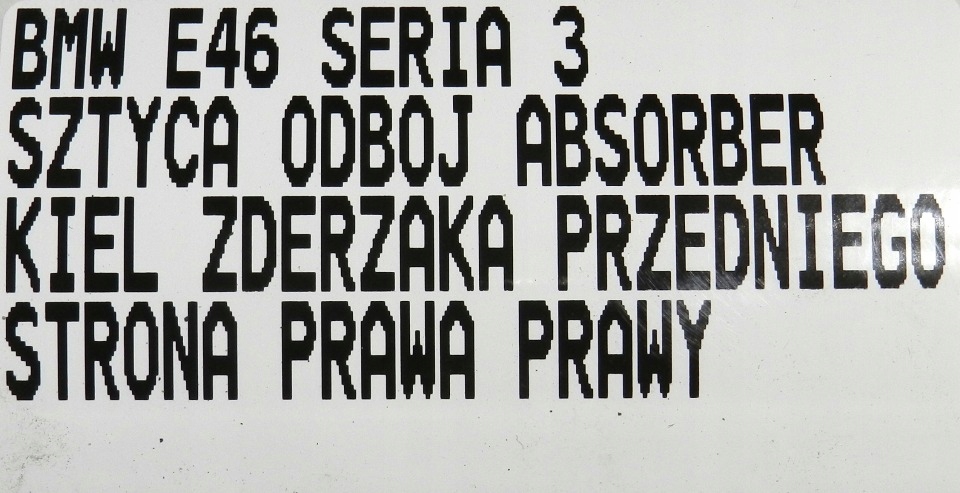 BMW E46 SERIA 3
SZTYCA ODBOJ ABSORBER
KIEL ZDERZAKA PRZEDNIEGO
STRONA PRAWA PRAWY